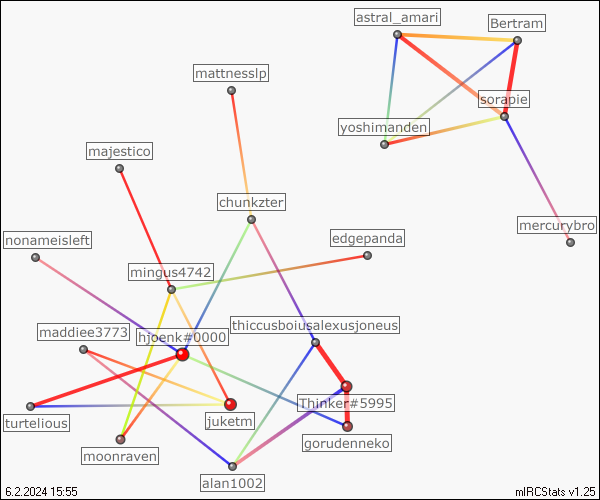 astral_amari
Bertram
mattnesslp
sorapie
yoshimanden
majestico
chunkzter
mercurybro
nonameisleft
edgepanda
mingus4742
maddiee3773
hjoenk#0000
thiccusboiusalexusjoneus
Thinker#5995
turtelious
juketm
gorudenneko
moonraven
alan1002
6.2.2024 15:55
mIRCStats v1.25